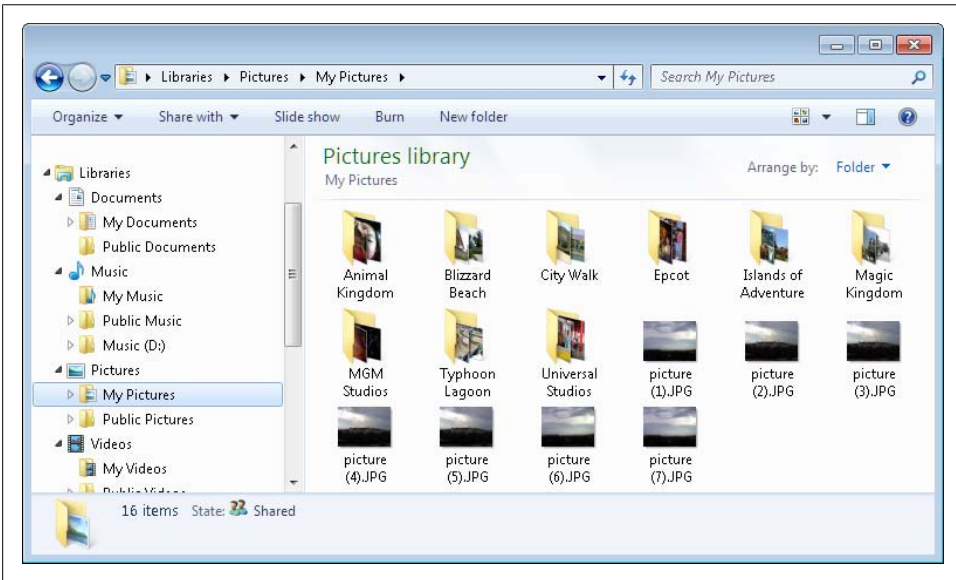 Libraries Pictures My Pictures
Search My Pictures
Organize Share with Slide show Burn New folder
Libraries
Documents
My Documents
Public Documents
Music
My Music
Public Music
Music (D:)
Pictures
My Pictures
Public Pictures
Videos
My Videos
Public Videos
Pictures library
My Pictures
Arrange by: Folder
Animal Kingdom
Blizzard Beach
City Walk
Epcot
Islands of Adventure
Magic Kingdom
MGM Studios
Typhoon Lagoon
Universal Studios
picture (1).JPG
picture (2).JPG
picture (3).JPG
picture (4).JPG
picture (5).JPG
picture (6).JPG
picture (7).JPG
16 items State: Shared